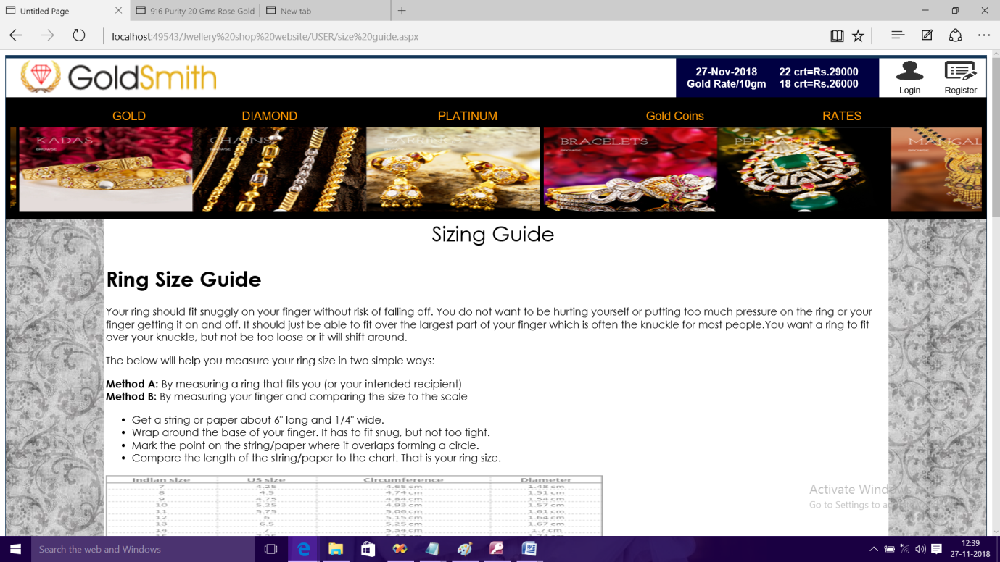 Untitled Page
916 Purity 20 Gms Rose Gold
New tab
localhost:49543/Jwellery%20shop%20website/USER/size%20guide.aspx
GoldSmith
27-Nov-2018 22 crt=Rs.29000
Gold Rate/10gm 18 crt=Rs.26000
Login
Register
GOLD DIAMOND PLATINUM Gold Coins RATES
KADAS
BROWSE
CHAINS
BROWSE
EARRINGS
BRACELETS
BROWSE
PENDANTS
BROWSE
MANGAL
BROWSE
Sizing Guide
Ring Size Guide
Your ring should fit snuggly on your finger without risk of falling off. You do not want to be hurting yourself or putting too much pressure on the ring or your
finger getting it on and off. It should just be able to fit over the largest part of your finger which is often the knuckle for most people.You want a ring to fit
over your knuckle, but not be too loose or it will shift around.
The below will help you measure your ring size in two simple ways:
Method A: By measuring a ring that fits you (or your intended recipient)
Method B: By measuring your finger and comparing the size to the scale
• Get a string or paper about 6" long and 1/4" wide.
• Wrap around the base of your finger. It has to fit snug, but not too tight.
• Mark the point on the string/paper where it overlaps forming a circle.
• Compare the length of the string/paper to the chart. That is your ring size.
Indian size US size Circumference Diameter
7 4.25 4.65 cm 1.48 cm
8 4.5 4.74 cm 1.51 cm
9 4.75 4.84 cm 1.54 cm
10 5.25 4.93 cm 1.57 cm
11 5.75 5.06 cm 1.61 cm
12 6 5.15 cm 1.64 cm
13 6.5 5.25 cm 1.67 cm
14 7 5.34 cm 1.7 cm
Activate Wind
Go to Settings to a
Search the web and Windows
12:39
27-11-2018